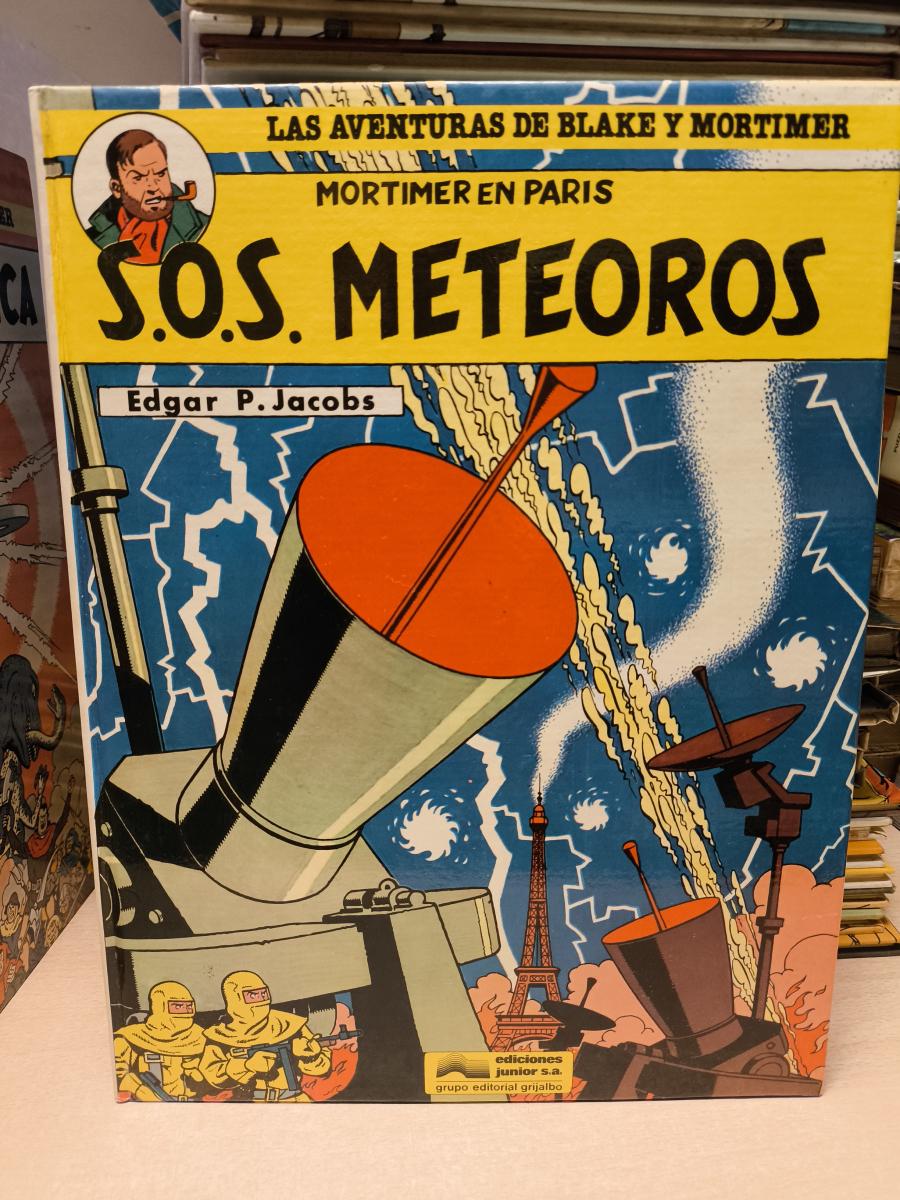 LAS AVENTURAS DE BLAKE Y MORTIMER
MORTIMER EN PARIS
S.O.S. METEOROS
Edgar P. Jacobs
ediciones
junior s.a.
grupo editorial grijalbo